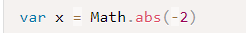 var x = Math.abs(-2)